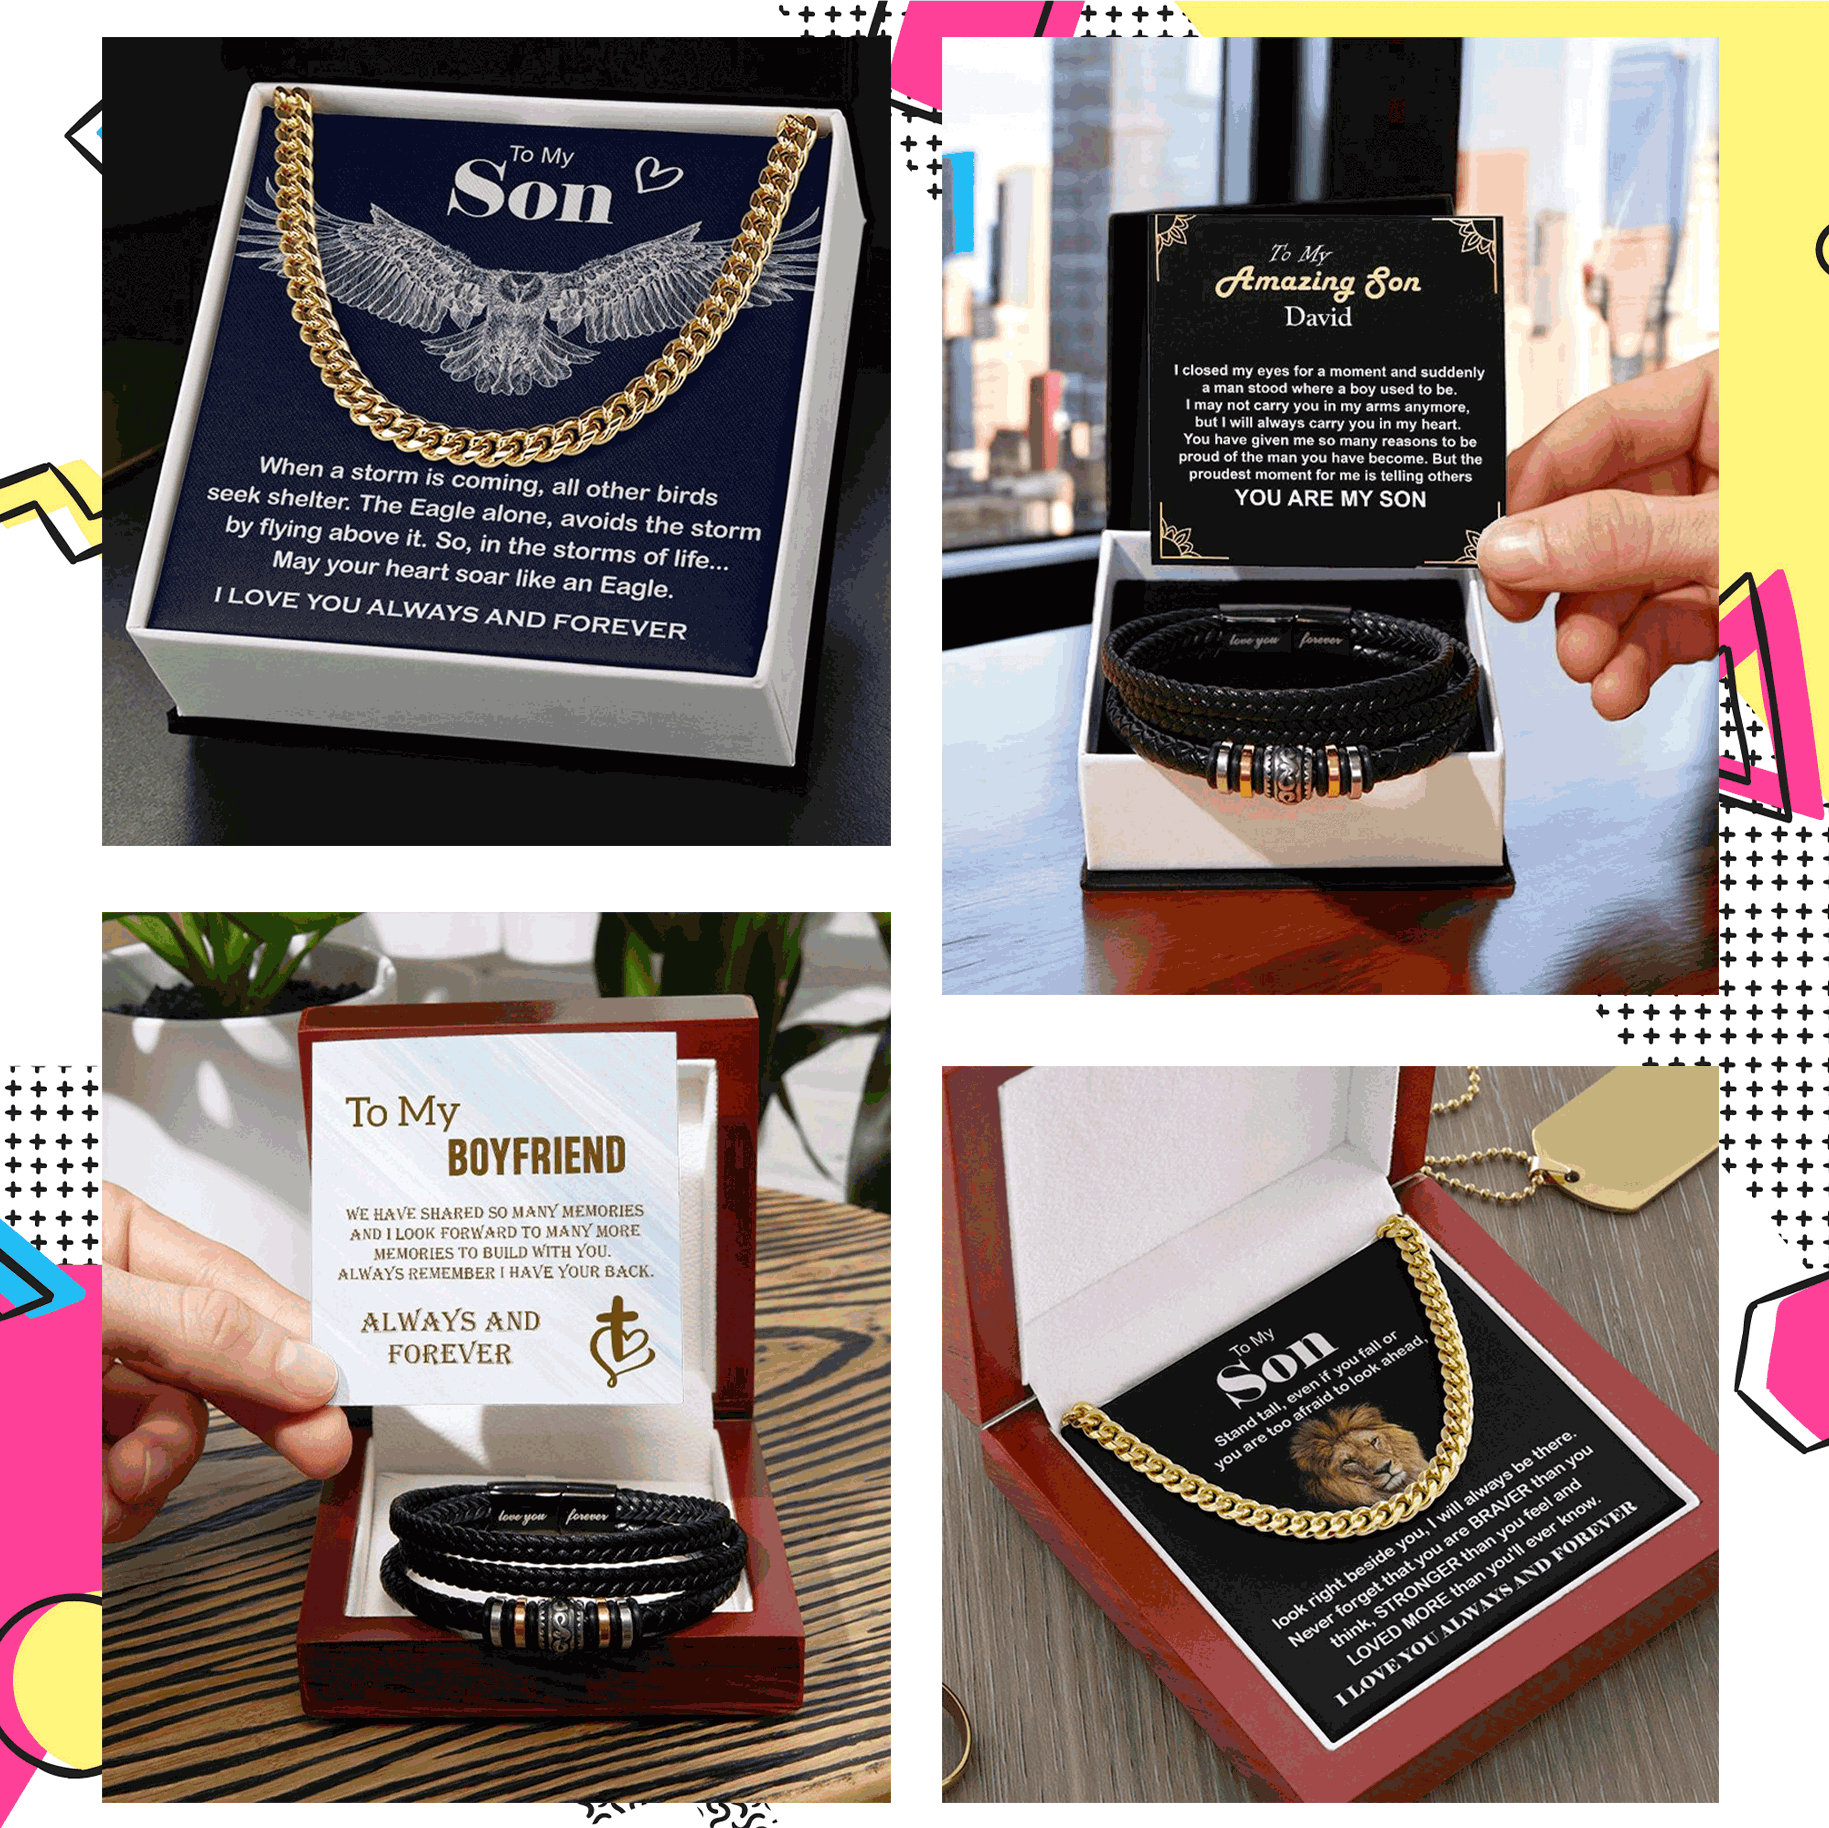 To My
Son
When a storm is coming, all other birds
seek shelter. The Eagle alone, avoids the storm
by flying above it. So, in the storms of life...
May your heart soar like an Eagle.
I LOVE YOU ALWAYS AND FOREVER
To My
Amazing Son
David
I closed my eyes for a moment and suddenly
a man stood where a boy used to be.
I may not carry you in my arms anymore,
but I will always carry you in my heart.
You have given me so many reasons to be
proud of the man you have become. But the
proudest moment for me is telling others
YOU ARE MY SON
love you forever
To My
BOYFRIEND
WE HAVE SHARED SO MANY MEMORIES
AND I LOOK FORWARD TO MANY MORE
MEMORIES TO BUILD WITH YOU.
ALWAYS REMEMBER I HAVE YOUR BACK.
ALWAYS AND
FOREVER
love you forever
To My
Son
Stand tall, even if you fall or
you are too afraid to look ahead,
look right beside you, I will always be there.
Never forget that you are BRAVER than you
think, STRONGER than you feel and
LOVED MORE than you'll ever know.
I LOVE YOU ALWAYS AND FOREVER